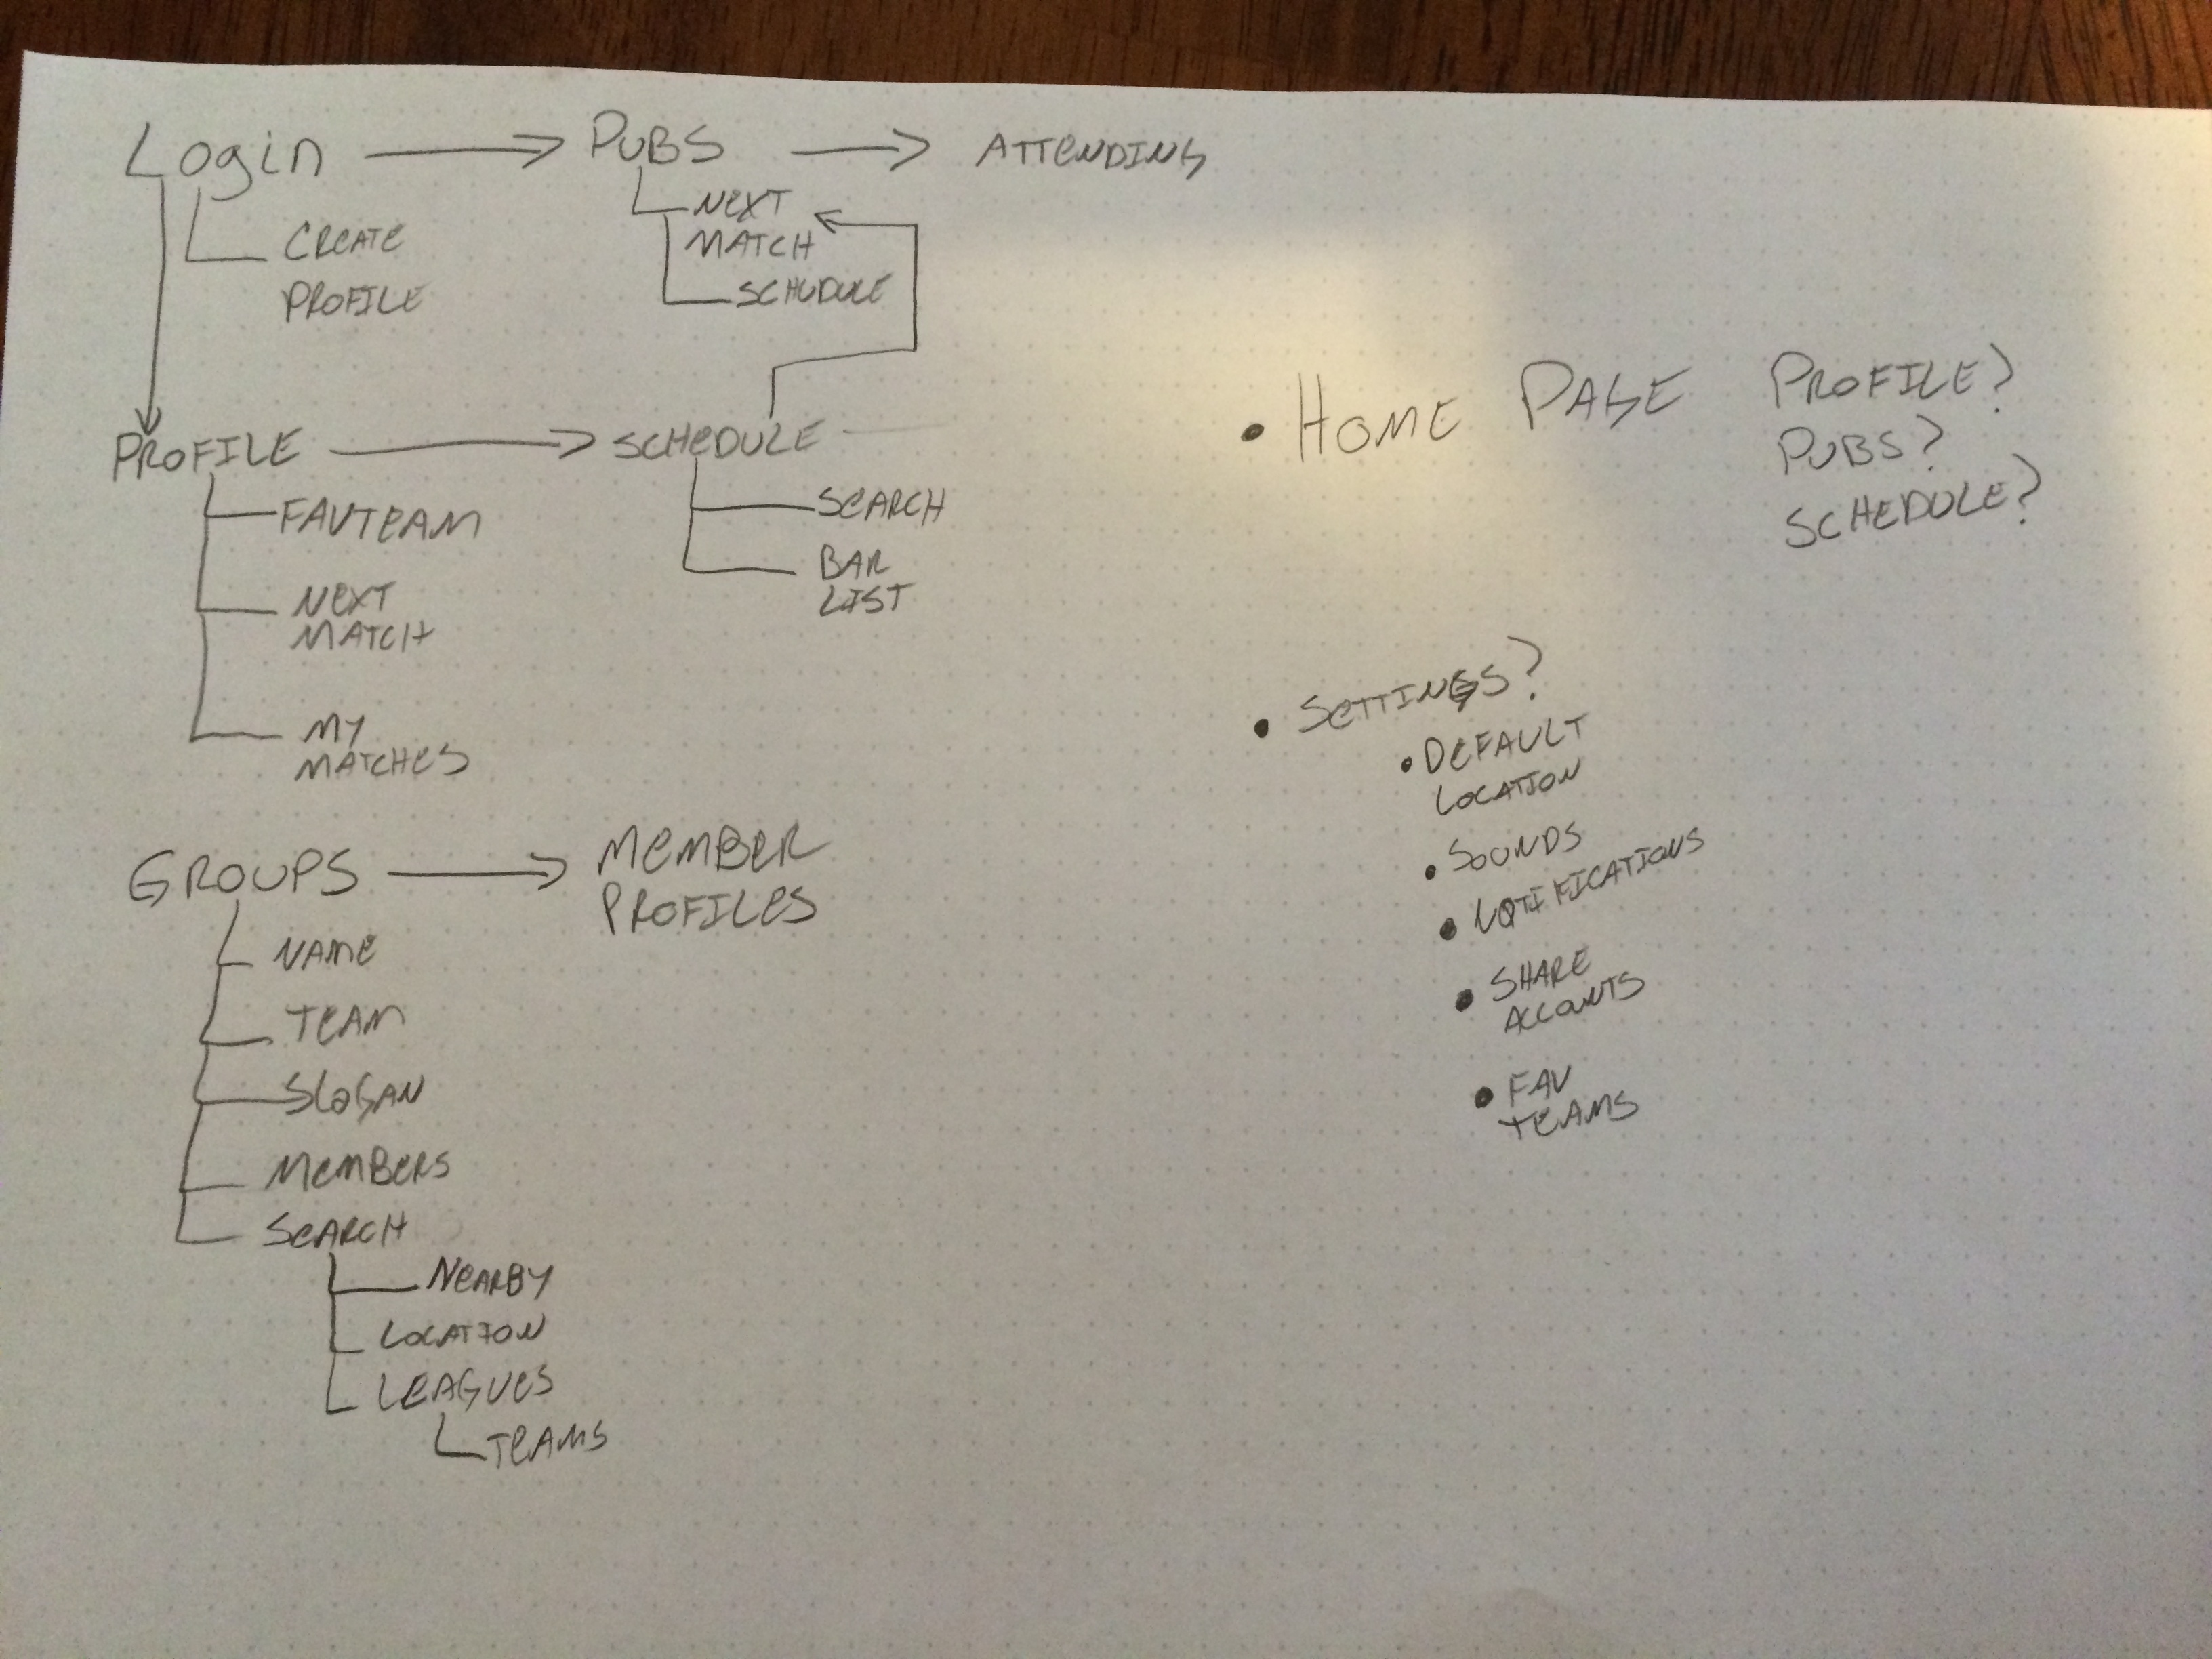 Login
PUBS
ATTENDING
NEXT
MATCH
SCHUDULE
CREATE
PROFILE
PROFILE
SCHEDULE
FAVTEAM
NEXT
MATCH
MY
MATCHES
SEARCH
BAR
LIST
GROUPS
MEMBER
PROFILES
NAME
TEAM
SLOGAN
MEMBERS
SEARCH
NEARBY
LOCATION
LEAGUES
TEAMS
• HOME PAGE
PROFILE?
PUBS?
SCHEDULE?
• SETTINGS?
• DEFAULT
LOCATION
• SOUNDS
• NOTIFICATIONS
• SHARE
ACCOUNTS
• FAV
TEAMS